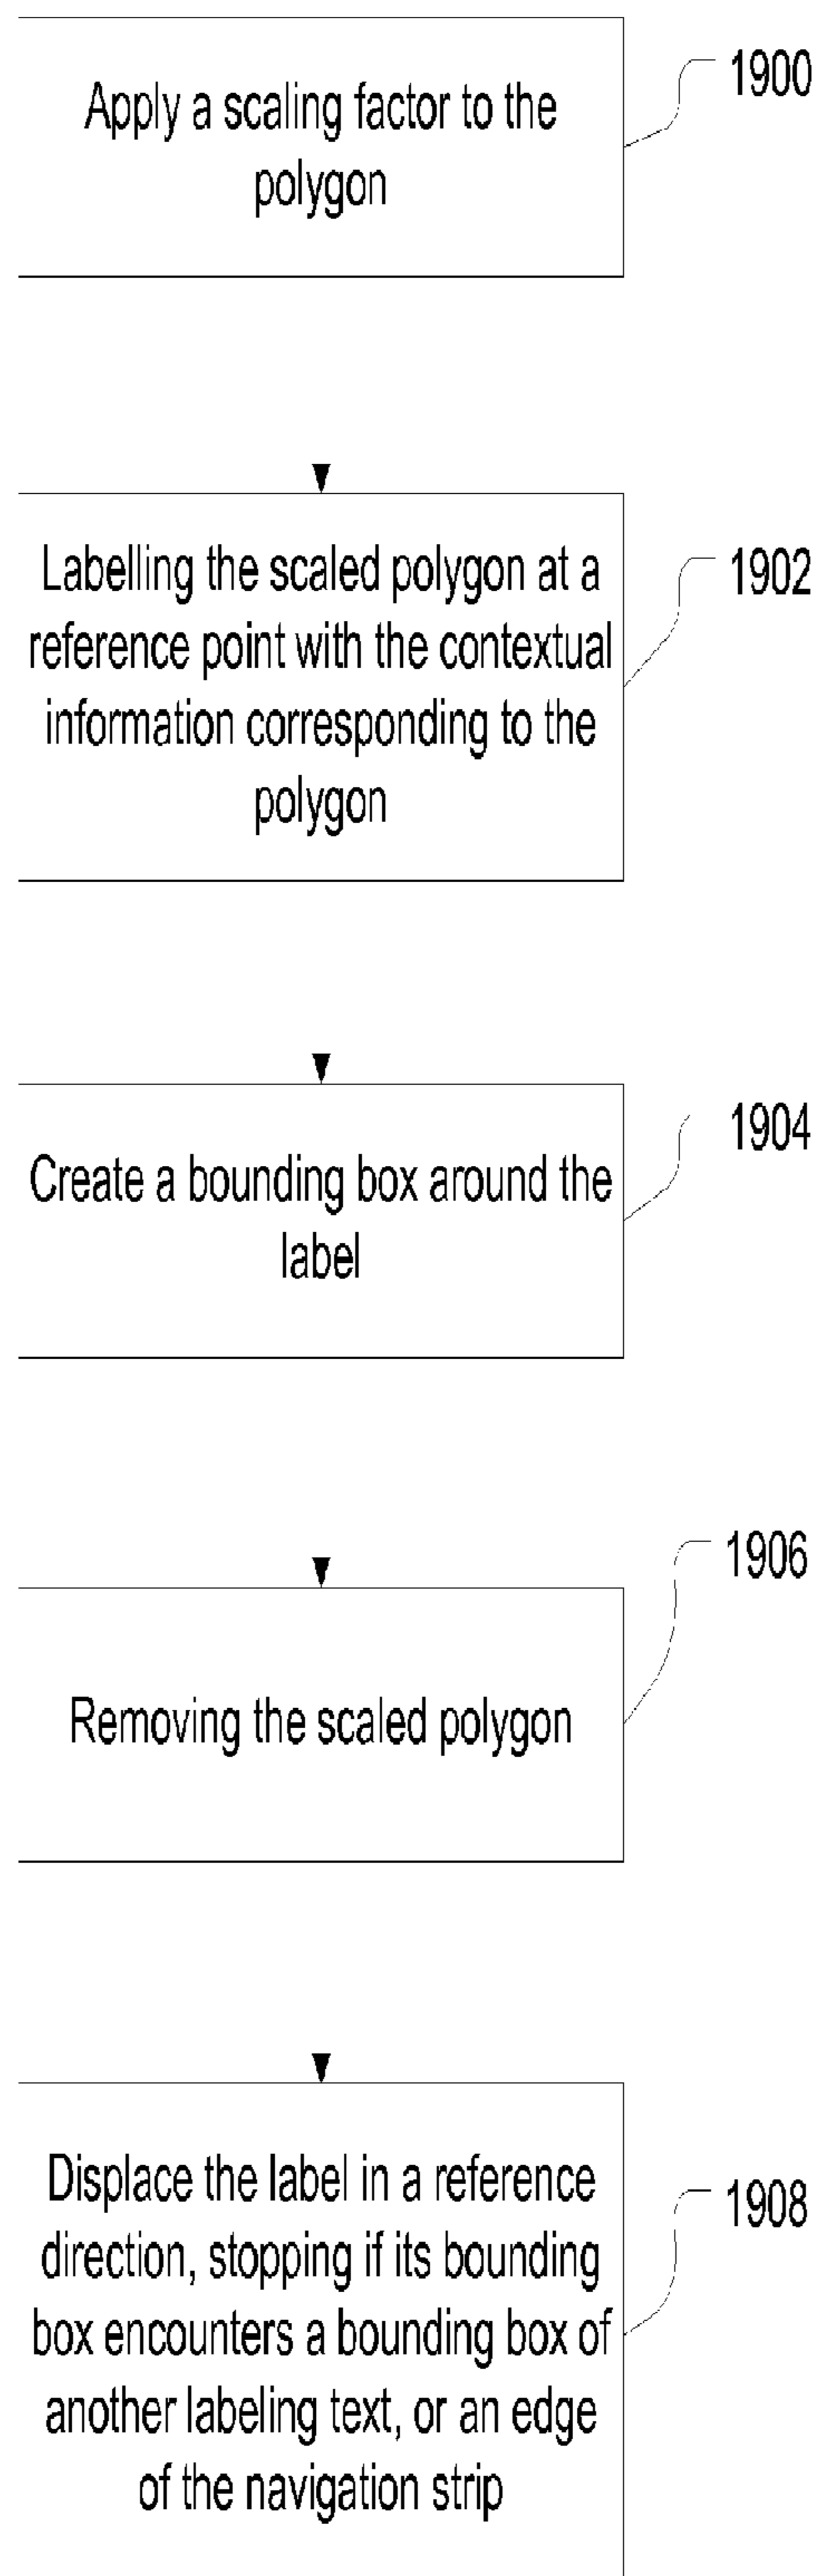 Apply a scaling factor to the
polygon
1900
Labelling the scaled polygon at a
reference point with the contextual
information corresponding to the
polygon
1902
Create a bounding box around the
label
1904
Removing the scaled polygon
1906
Displace the label in a reference
direction, stopping if its bounding
box encounters a bounding box of
another labeling text, or an edge
of the navigation strip
1908